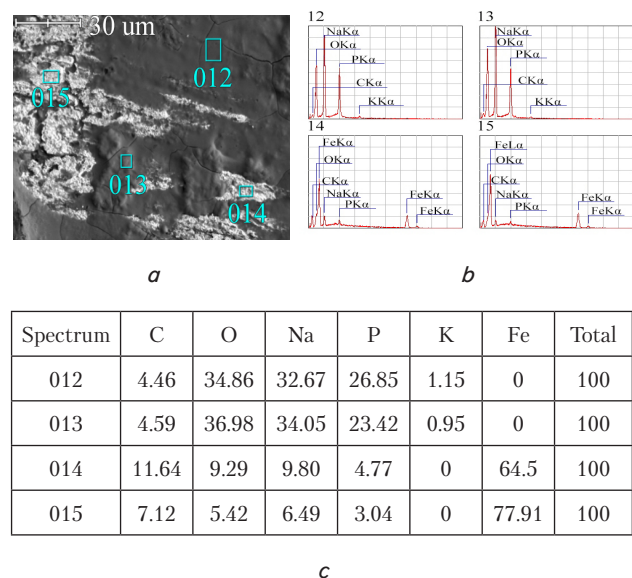 30 um
012
015
013
014
12
NaKα
OKα
PKα
CKα
KKα
13
NaKα
OKα
PKα
CKα
KKα
14
FeKα
OKα
CKα
NaKα
PKα
FeKα
FeKα
15
FeLα
OKα
CKα
NaKα
PKα
FeKα
FeKα
a
b
Spectrum C O Na P K Fe Total
012 4.46 34.86 32.67 26.85 1.15 0 100
013 4.59 36.98 34.05 23.42 0.95 0 100
014 11.64 9.29 9.80 4.77 0 64.5 100
015 7.12 5.42 6.49 3.04 0 77.91 100
c